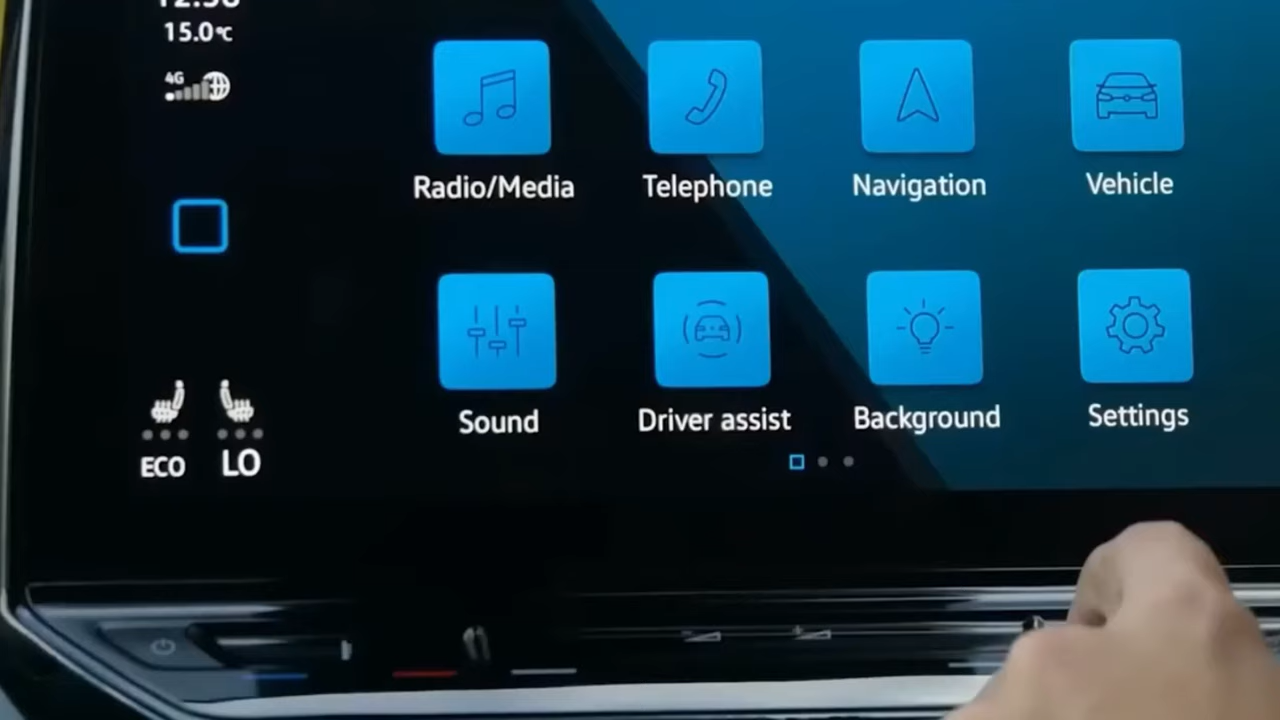 15.0°C
4G
Radio/Media
Telephone
Navigation
Vehicle
Sound
Driver assist
Background
Settings
ECO
LO